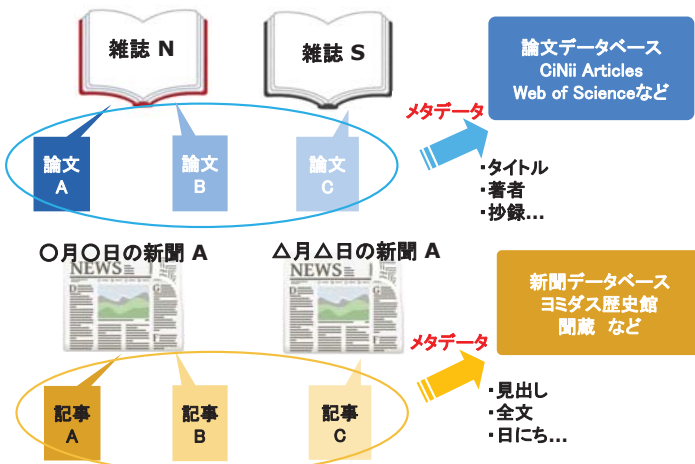 雑誌 N
雑誌 S
論文データベース
CiNii Articles
Web of Scienceなど
メタデータ
論文
A
論文
B
論文
C
・タイトル
・著者
・抄録...
〇月〇日の新聞 A
△月△日の新聞 A
NEWS
NEWS
新聞データベース
ヨミダス歴史館
聞蔵 など
メタデータ
記事
A
記事
B
記事
C
・見出し
・全文
・日にち...